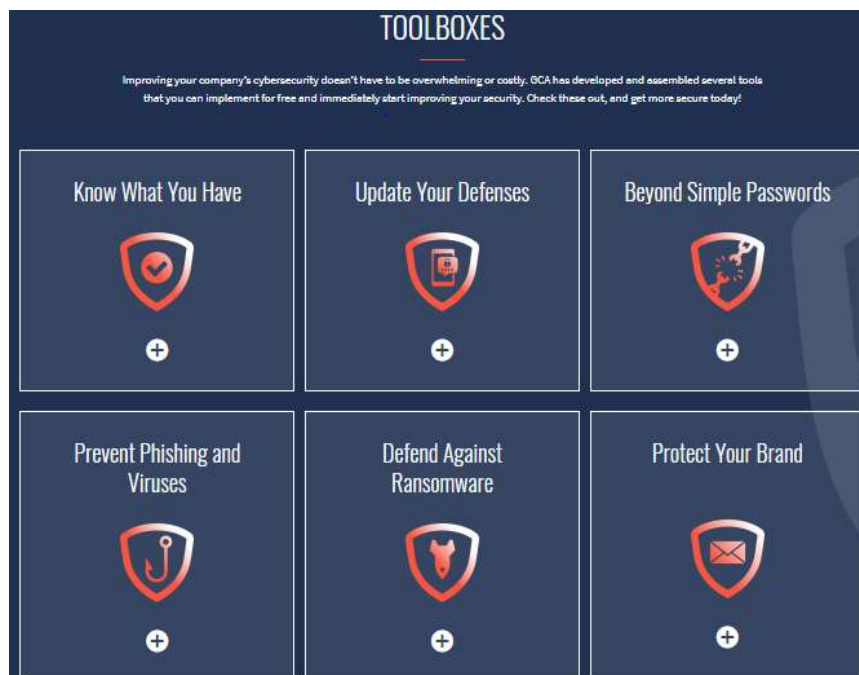 TOOLBOXES
Improving your company's cybersecurity doesn't have to be overwhelming or costly. GCA has developed and assembled several tools
that you can implement for free and immediately start improving your security. Check these out, and get more secure today!
Know What You Have
Update Your Defenses
Beyond Simple Passwords
Prevent Phishing and
Viruses
Defend Against
Ransomware
Protect Your Brand